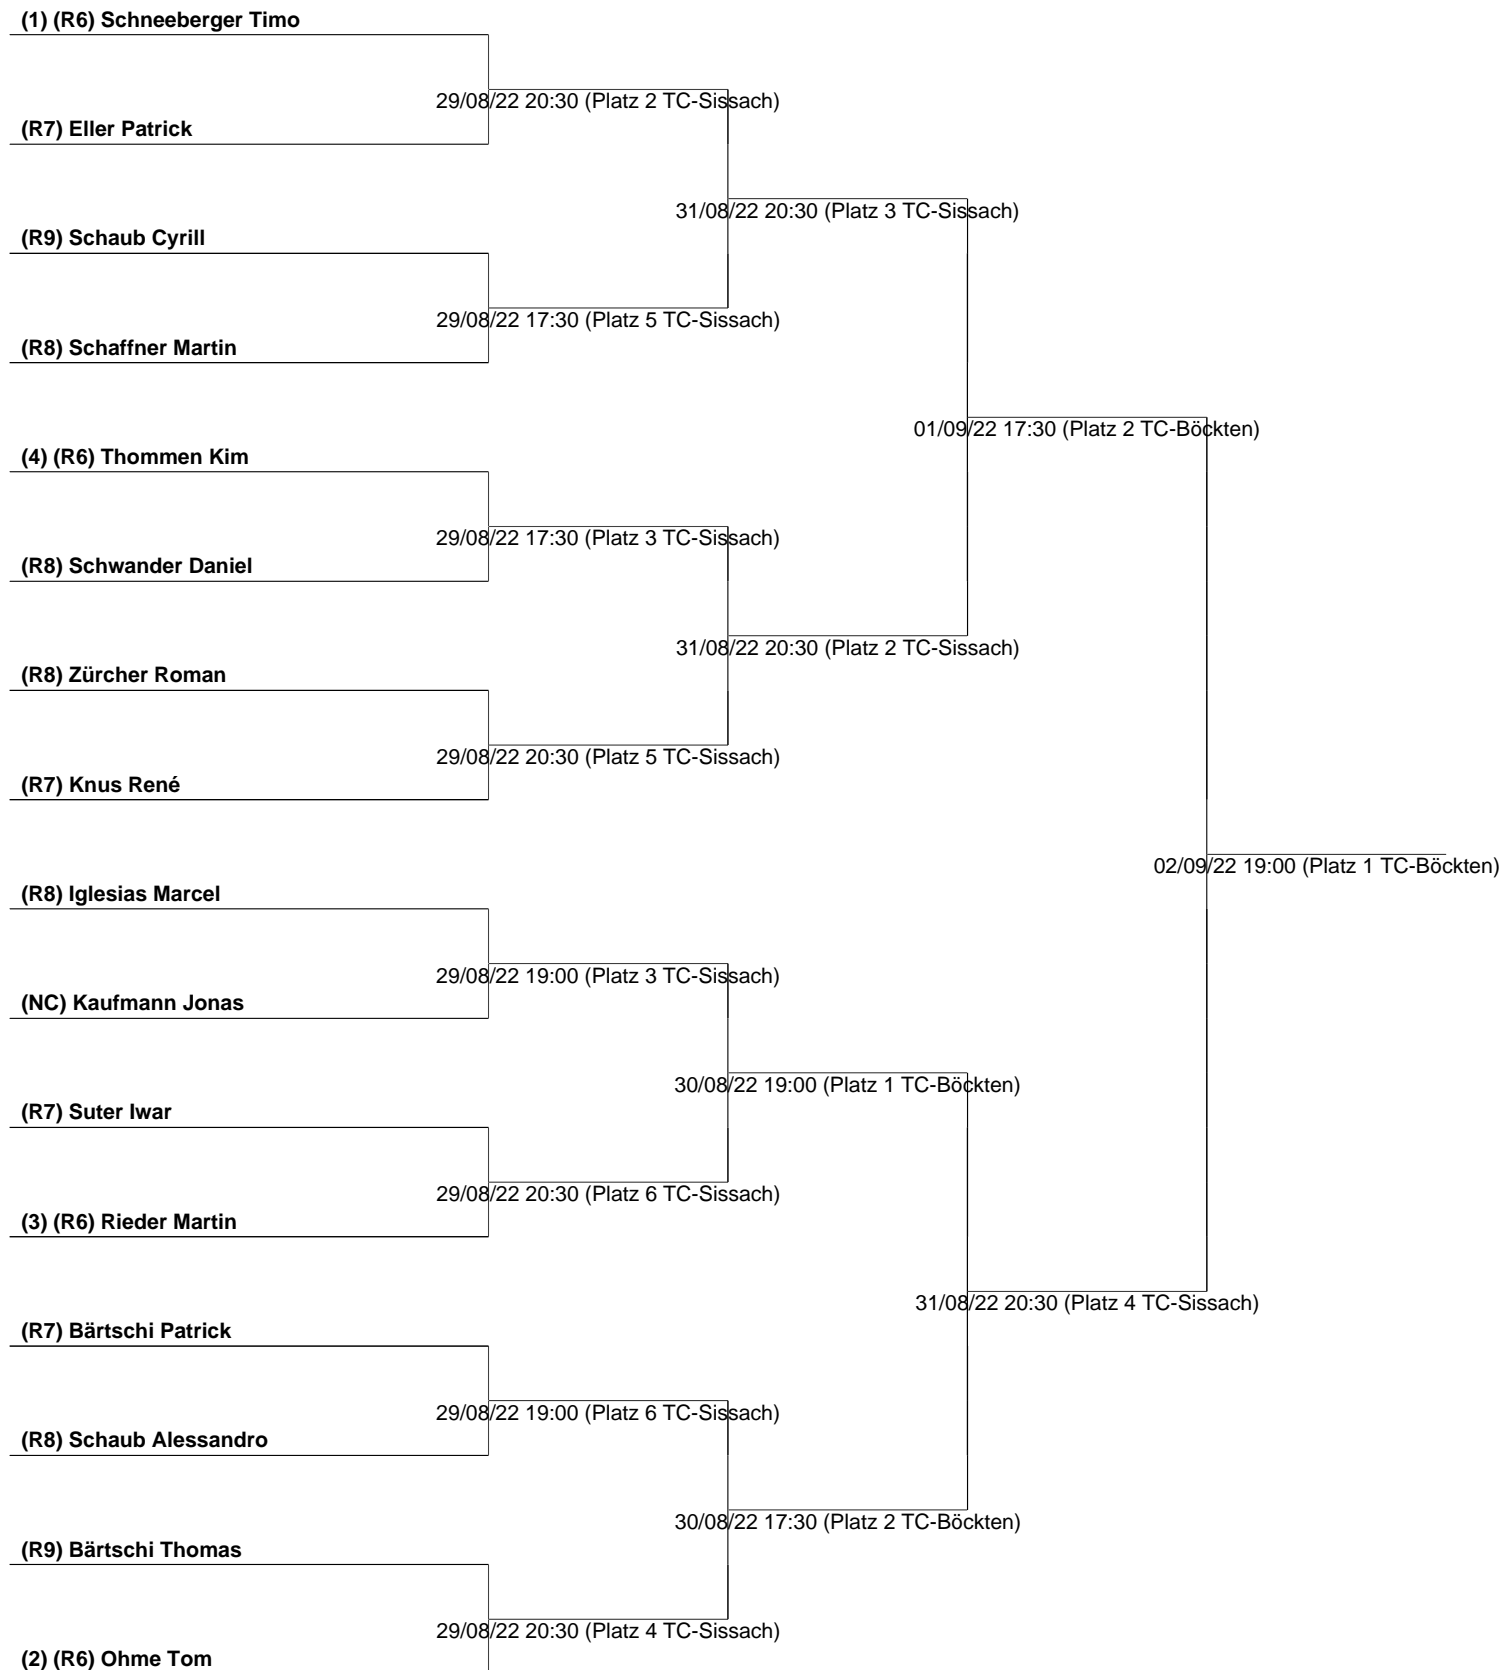 (1) (R6) Schneeberger Timo
29/08/22 20:30 (Platz 2 TC-Sissach)
(R7) Eller Patrick
31/08/22 20:30 (Platz 3 TC-Sissach)
(R9) Schaub Cyrill
29/08/22 17:30 (Platz 5 TC-Sissach)
(R8) Schaffner Martin
01/09/22 17:30 (Platz 2 TC-Böckten)
(4) (R6) Thommen Kim
29/08/22 17:30 (Platz 3 TC-Sissach)
(R8) Schwander Daniel
31/08/22 20:30 (Platz 2 TC-Sissach)
(R8) Zürcher Roman
29/08/22 20:30 (Platz 5 TC-Sissach)
(R7) Knus René
02/09/22 19:00 (Platz 1 TC-Böckten)
(R8) Iglesias Marcel
29/08/22 19:00 (Platz 3 TC-Sissach)
(NC) Kaufmann Jonas
30/08/22 19:00 (Platz 1 TC-Böckten)
(R7) Suter Iwar
29/08/22 20:30 (Platz 6 TC-Sissach)
(3) (R6) Rieder Martin
31/08/22 20:30 (Platz 4 TC-Sissach)
(R7) Bärtschi Patrick
29/08/22 19:00 (Platz 6 TC-Sissach)
(R8) Schaub Alessandro
30/08/22 17:30 (Platz 2 TC-Böckten)
(R9) Bärtschi Thomas
29/08/22 20:30 (Platz 4 TC-Sissach)
(2) (R6) Ohme Tom